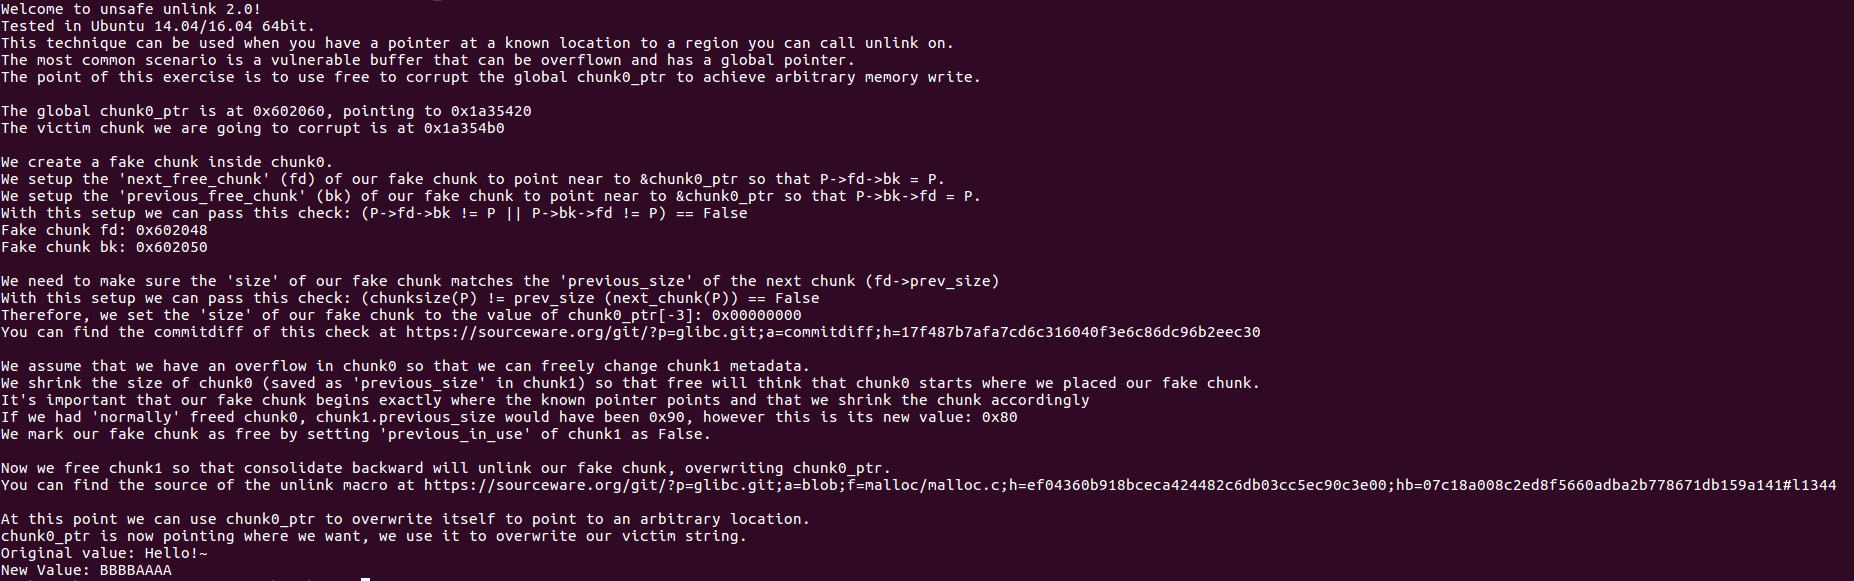 Welcome to unsafe unlink 2.0!
Tested in Ubuntu 14.04/16.04 64bit.
This technique can be used when you have a pointer at a known location to a region you can call unlink on.
The most common scenario is a vulnerable buffer that can be overflown and has a global pointer.
The point of this exercise is to use free to corrupt the global chunk0_ptr to achieve arbitrary memory write.

The global chunk0_ptr is at 0x602060, pointing to 0x1a35420
The victim chunk we are going to corrupt is at 0x1a354b0

We create a fake chunk inside chunk0.
We setup the 'next_free_chunk' (fd) of our fake chunk to point near to &chunk0_ptr so that P->fd->bk = P.
We setup the 'previous_free_chunk' (bk) of our fake chunk to point near to &chunk0_ptr so that P->bk->fd = P.
With this setup we can pass this check: (P->fd->bk != P || P->bk->fd != P) == False
Fake chunk fd: 0x602048
Fake chunk bk: 0x602050

We need to make sure the 'size' of our fake chunk matches the 'previous_size' of the next chunk (fd->prev_size)
With this setup we can pass this check: (chunksize(P) != prev_size (next_chunk(P)) == False
Therefore, we set the 'size' of our fake chunk to the value of chunk0_ptr[-3]: 0x00000000
You can find the commitdiff of this check at https://sourceware.org/git/?p=glibc.git;a=commitdiff;h=17f487b7afa7cd6c316040f3e6c86dc96b2eec30

We assume that we have an overflow in chunk0 so that we can freely change chunk1 metadata.
We shrink the size of chunk0 (saved as 'previous_size' in chunk1) so that free will think that chunk0 starts where we placed our fake chunk.
It's important that our fake chunk begins exactly where the known pointer points and that we shrink the chunk accordingly
If we had 'normally' freed chunk0, chunk1.previous_size would have been 0x90, however this is its new value: 0x80
We mark our fake chunk as free by setting 'previous_in_use' of chunk1 as False.

Now we free chunk1 so that consolidate backward will unlink our fake chunk, overwriting chunk0_ptr.
You can find the source of the unlink macro at https://sourceware.org/git/?p=glibc.git;a=blob;f=malloc/malloc.c;h=ef04360b918bceca424482c6db03cc5ec90c3e00;hb=07c18a008c2ed8f5660adba2b778671db159a141#l1344

At this point we can use chunk0_ptr to overwrite itself to point to an arbitrary location.
chunk0_ptr is now pointing where we want, we use it to overwrite our victim string.
Original value: Hello!~
New Value: BBBBAAAA